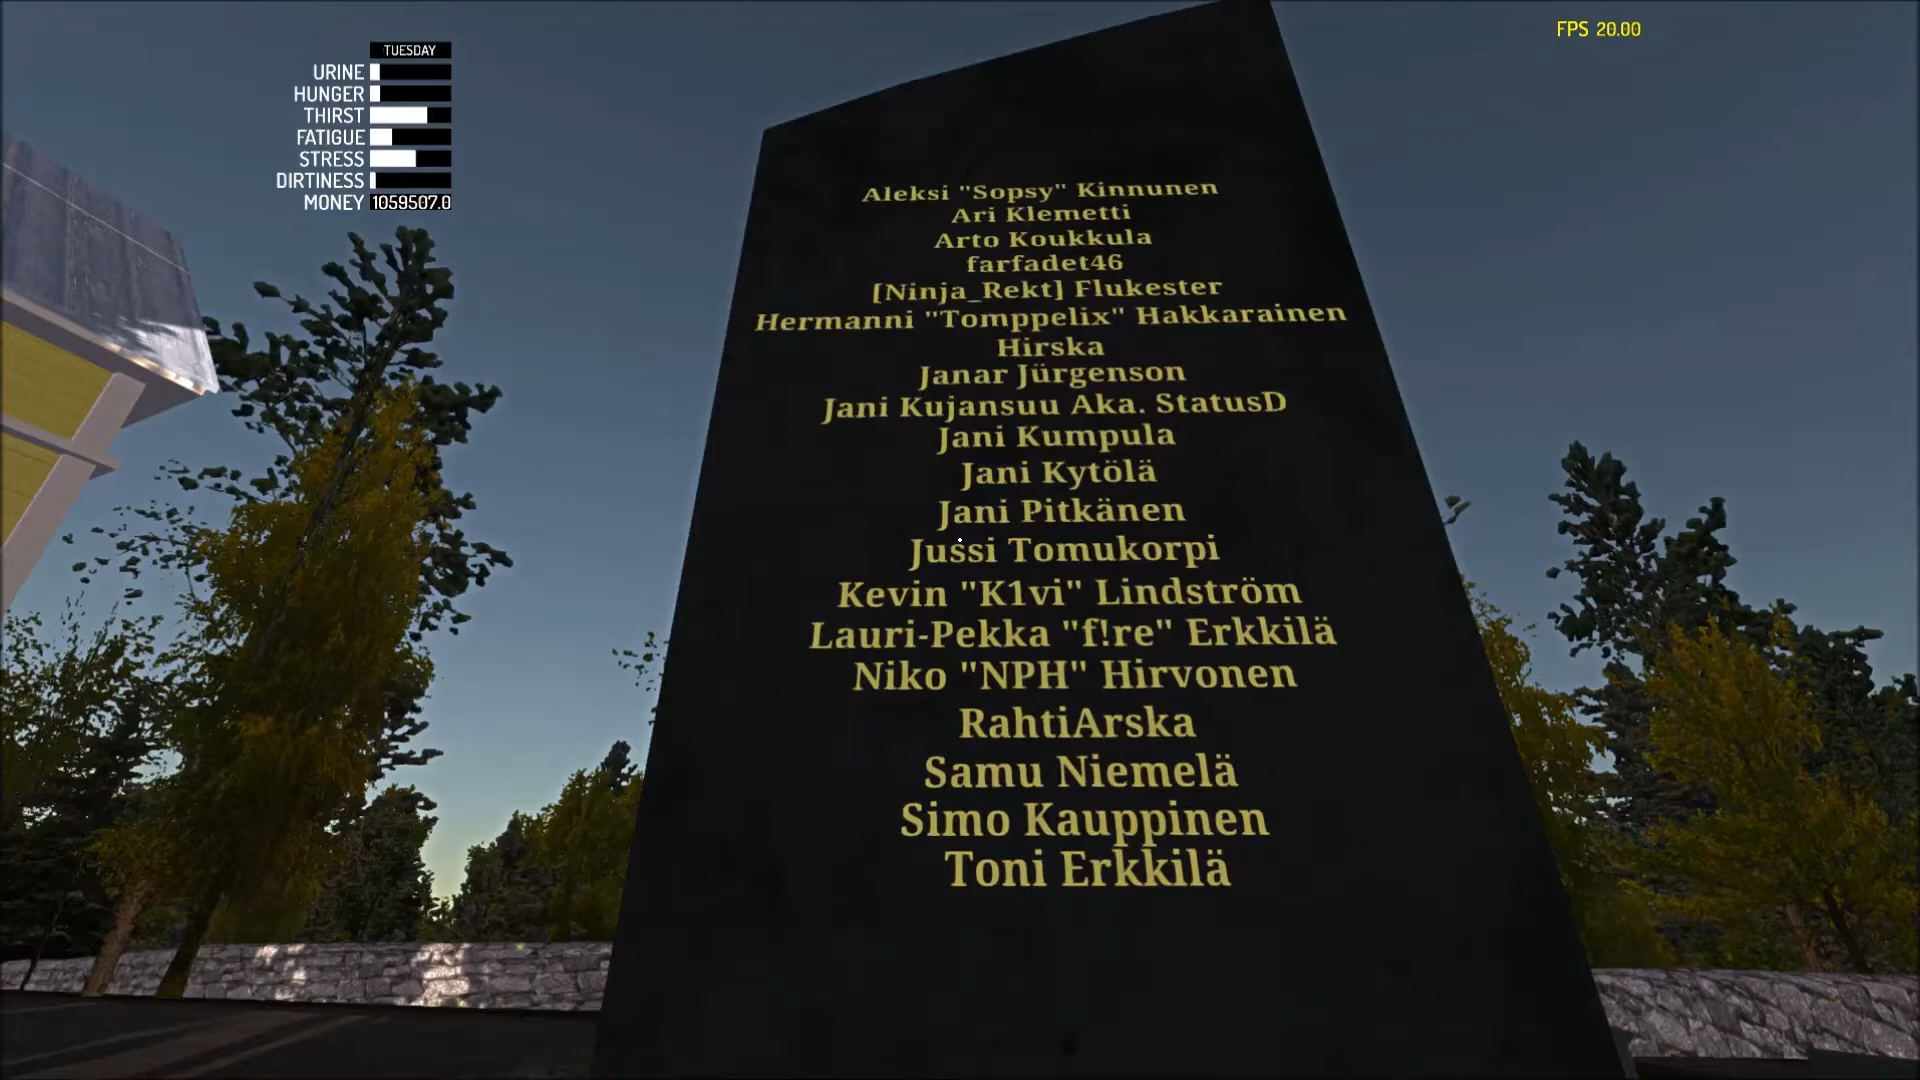 FPS 20.00
TUESDAY
URINE
HUNGER
THIRST
FATIGUE
STRESS
DIRTINESS
MONEY 1059507.0
Aleksi "Sopsy" Kinnunen
Ari Klemetti
Arto Koukkula
farfadet46
[Ninja_Rekt] Flukester
Hermanni "Tomppelix" Hakkarainen
Hirska
Janar Jürgenson
Jani Kujansuu Aka. StatusD
Jani Kumpula
Jani Kytölä
Jani Pitkänen
Jussi Tomukorpi
Kevin "K1vi" Lindström
Lauri-Pekka "f!re" Erkkilä
Niko "NPH" Hirvonen
RahtiArska
Samu Niemelä
Simo Kauppinen
Toni Erkkilä